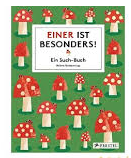 EINER IST
BESONDERS!
Ein Such-Buch
PRESTEL